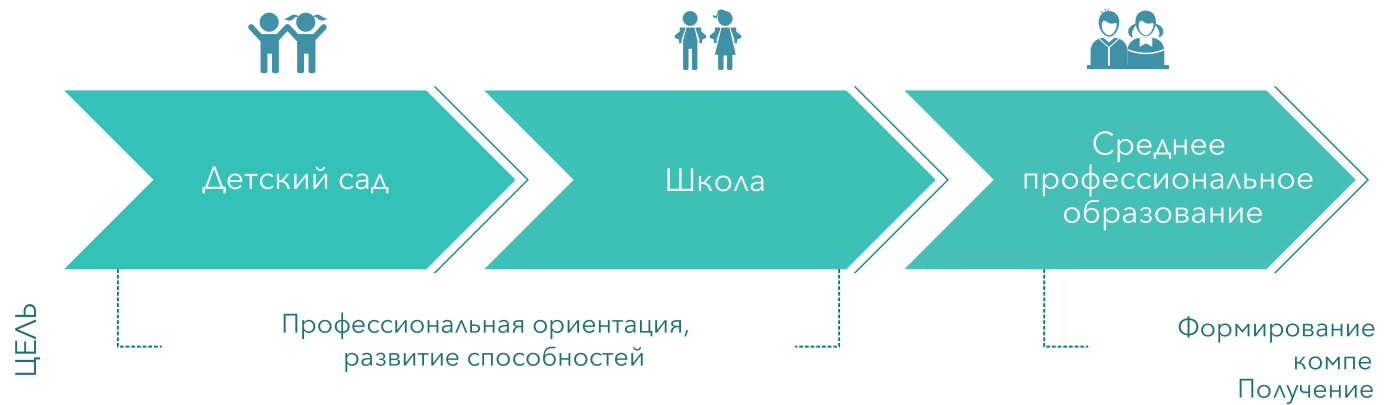 Детский сад
Школа
Среднее
профессиональное
образование
ЦЕЛЬ
Профессиональная ориентация,
развитие способностей
Формирование
компе
Получение